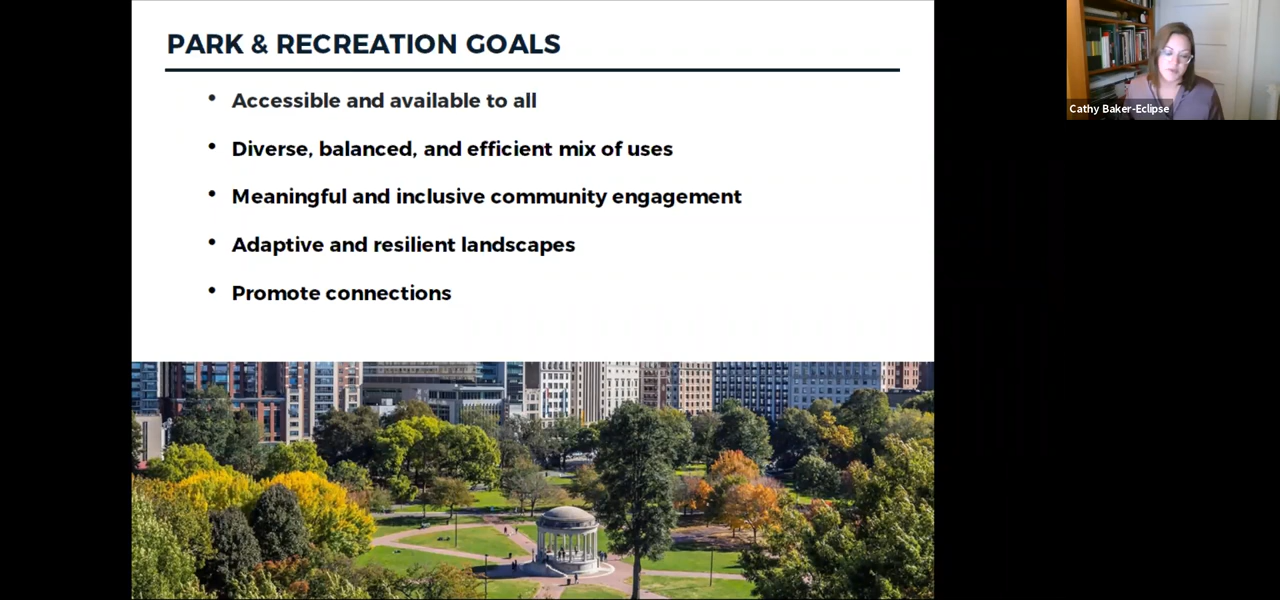 PARK & RECREATION GOALS
• Accessible and available to all
• Diverse, balanced, and efficient mix of uses
• Meaningful and inclusive community engagement
• Adaptive and resilient landscapes
• Promote connections
Cathy Baker-Eclipse